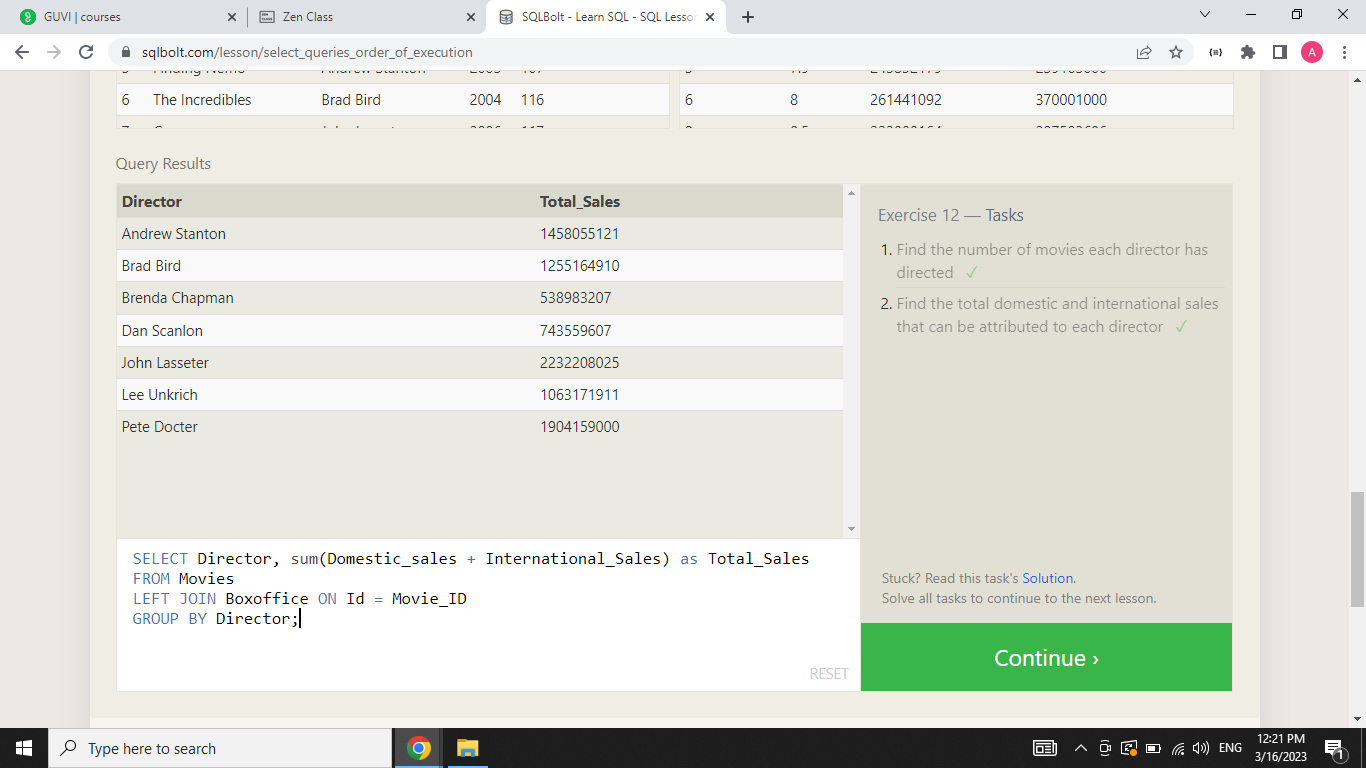 GUVI | courses
Zen Class
SQLBolt - Learn SQL - SQL Lesso
sqlbolt.com/lesson/select_queries_order_of_execution
A
6 The Incredibles Brad Bird 2004 116
6 8 261441092 370001000
Query Results
Director Total_Sales
Andrew Stanton 1458055121
Brad Bird 1255164910
Brenda Chapman 538983207
Dan Scanlon 743559607
John Lasseter 2232208025
Lee Unkrich 1063171911
Pete Docter 1904159000
Exercise 12 — Tasks
1. Find the number of movies each director has
directed ✓
2. Find the total domestic and international sales
that can be attributed to each director ✓
SELECT Director, sum(Domestic_sales + International_Sales) as Total_Sales
FROM Movies
LEFT JOIN Boxoffice ON Id = Movie_ID
GROUP BY Director;
RESET
Stuck? Read this task's Solution.
Solve all tasks to continue to the next lesson.
Continue ›
Type here to search
ENG
12:21 PM
3/16/2023
1